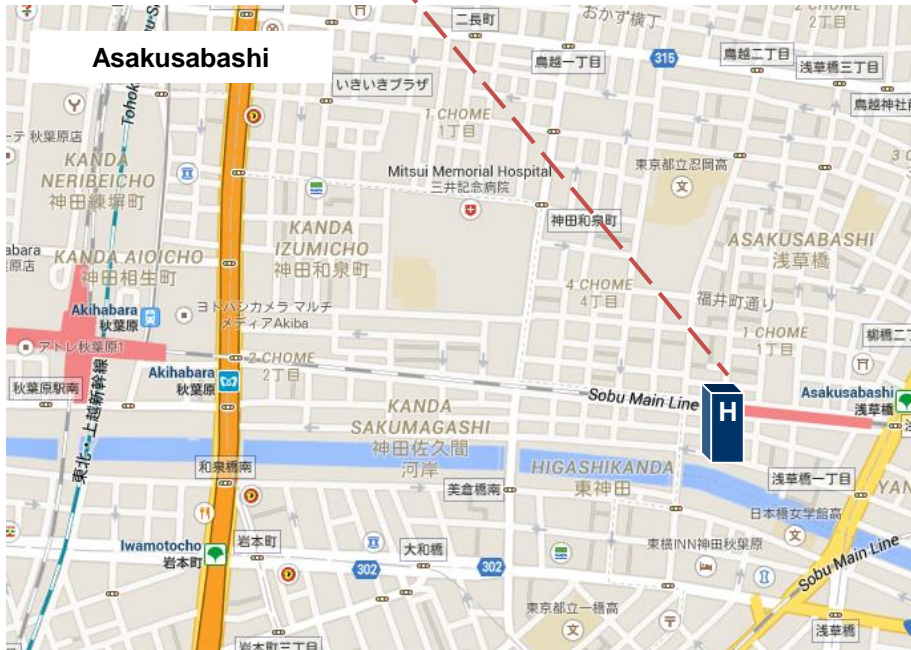 Asakusabashi
二長町
おかず横丁
2丁目
鳥越一丁目
315
鳥越二丁目
浅草橋三丁目
いきいきプラザ
鳥越神社前
1 CHOME
1丁目
秋葉原店
KANDA
NERIBEICHO
神田練塀町
Mitsui Memorial Hospital
三井記念病院
東京都立忍岡高
神田和泉町
KANDA
IZUMICHO
神田和泉町
ASAKUSABASHI
浅草橋
KANDA AIOICHO
神田相生町
4 CHOME
4丁目
福井町通り
Akihabara
秋葉原
ヨドバシカメラ マルチ
メディアAkiba
1 CHOME
1丁目
アトレ秋葉原1
2 CHOME
2丁目
Akihabara
秋葉原
秋葉原駅南
Sobu Main Line
H
Asakusabashi
浅草橋
東北・上越新幹線
KANDA
SAKUMAGASHI
神田佐久間
河岸
和泉橋南
HIGASHIKANDA
東神田
美倉橋南
浅草橋一丁目
日本橋女学館高
Iwamotocho
岩本町
岩本町
大和橋
302
302
東横INN神田秋葉原
Sobu Main Line
東京都立一橋高
浅草橋
岩本町三丁目